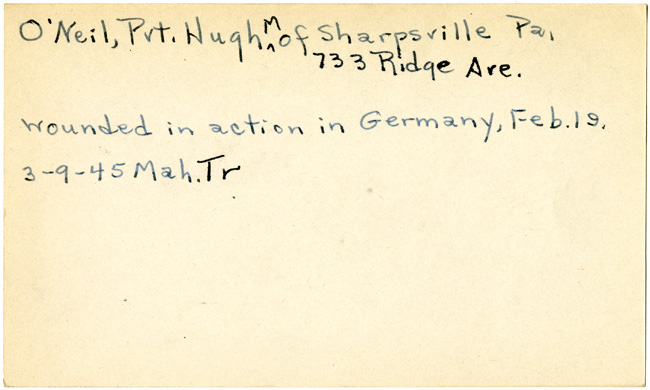 O'Neil, Pvt. Hugh M of Sharpsville Pa.
733 Ridge Ave.
wounded in action in Germany, Feb. 19.
3-9-45 Mah. Tr